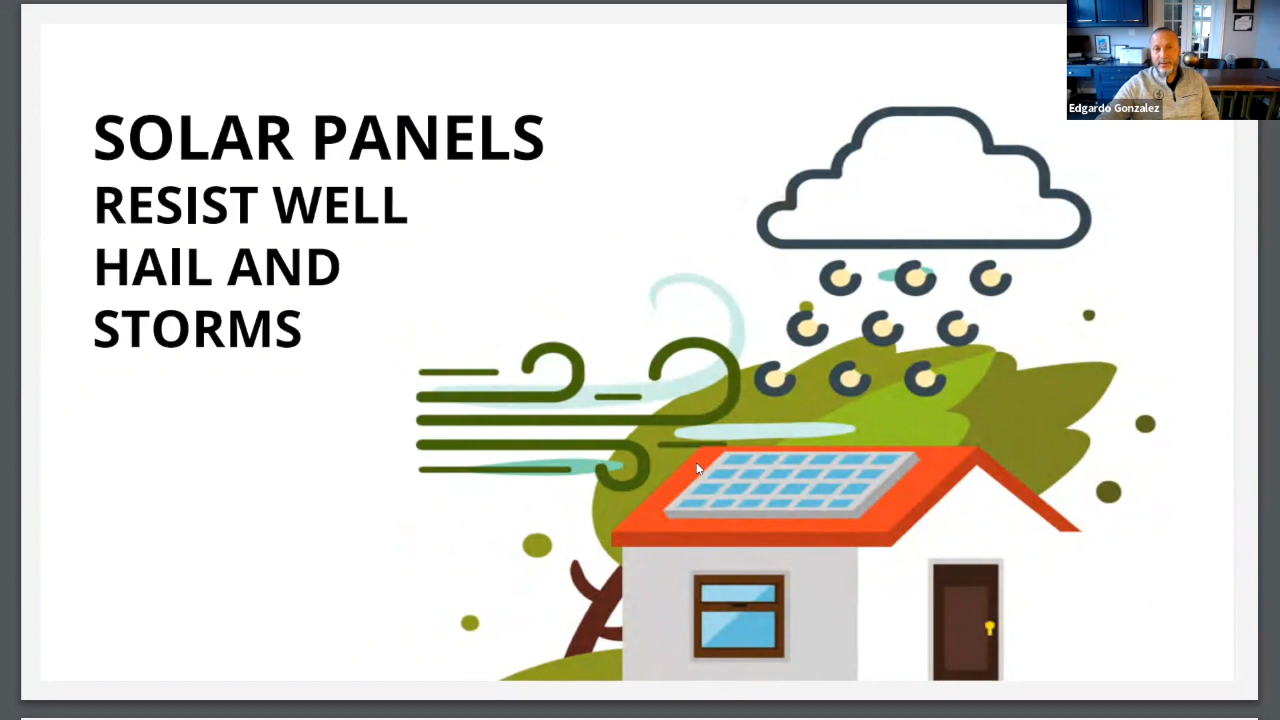 SOLAR PANELS
RESIST WELL
HAIL AND
STORMS
Edgardo Gonzalez